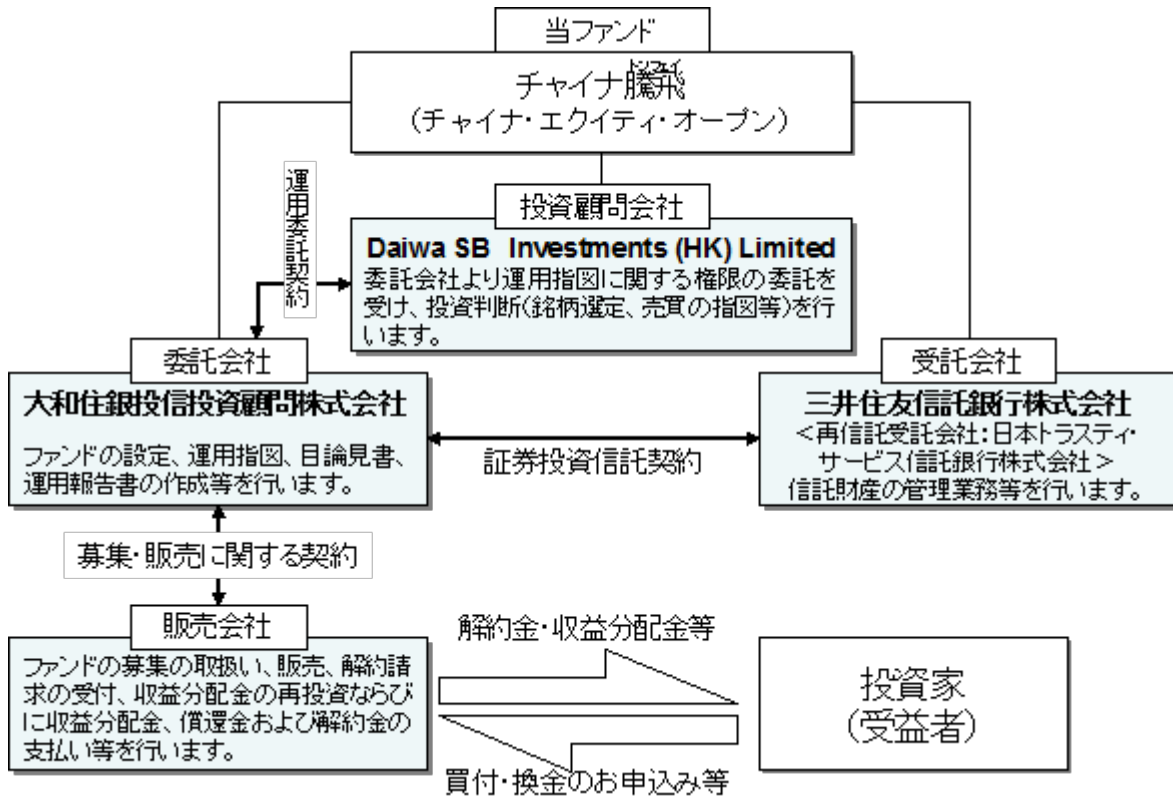 当ファンド
トンフェイ
チャイナ騰飛
（チャイナ・エクイティ・オープン）
運用委託契約
投資顧問会社
Daiwa SB Investments (HK) Limited
委託会社より運用指図に関する権限の委託を
受け、投資判断(銘柄選定、売買の指図等)を行
います。
委託会社
大和住銀投信投資顧問株式会社
ファンドの設定、運用指図、目論見書、
運用報告書の作成等を行います。
証券投資信託契約
受託会社
三井住友信託銀行株式会社
＜再信託受託会社：日本トラスティ・
サービス信託銀行株式会社＞
信託財産の管理業務等を行います。
募集・販売に関する契約
販売会社
ファンドの募集の取扱い、販売、解約請
求の受付、収益分配金の再投資ならび
に収益分配金、償還金および解約金の
支払い等を行います。
解約金・収益分配金等
買付・換金のお申込み等
投資家
（受益者）